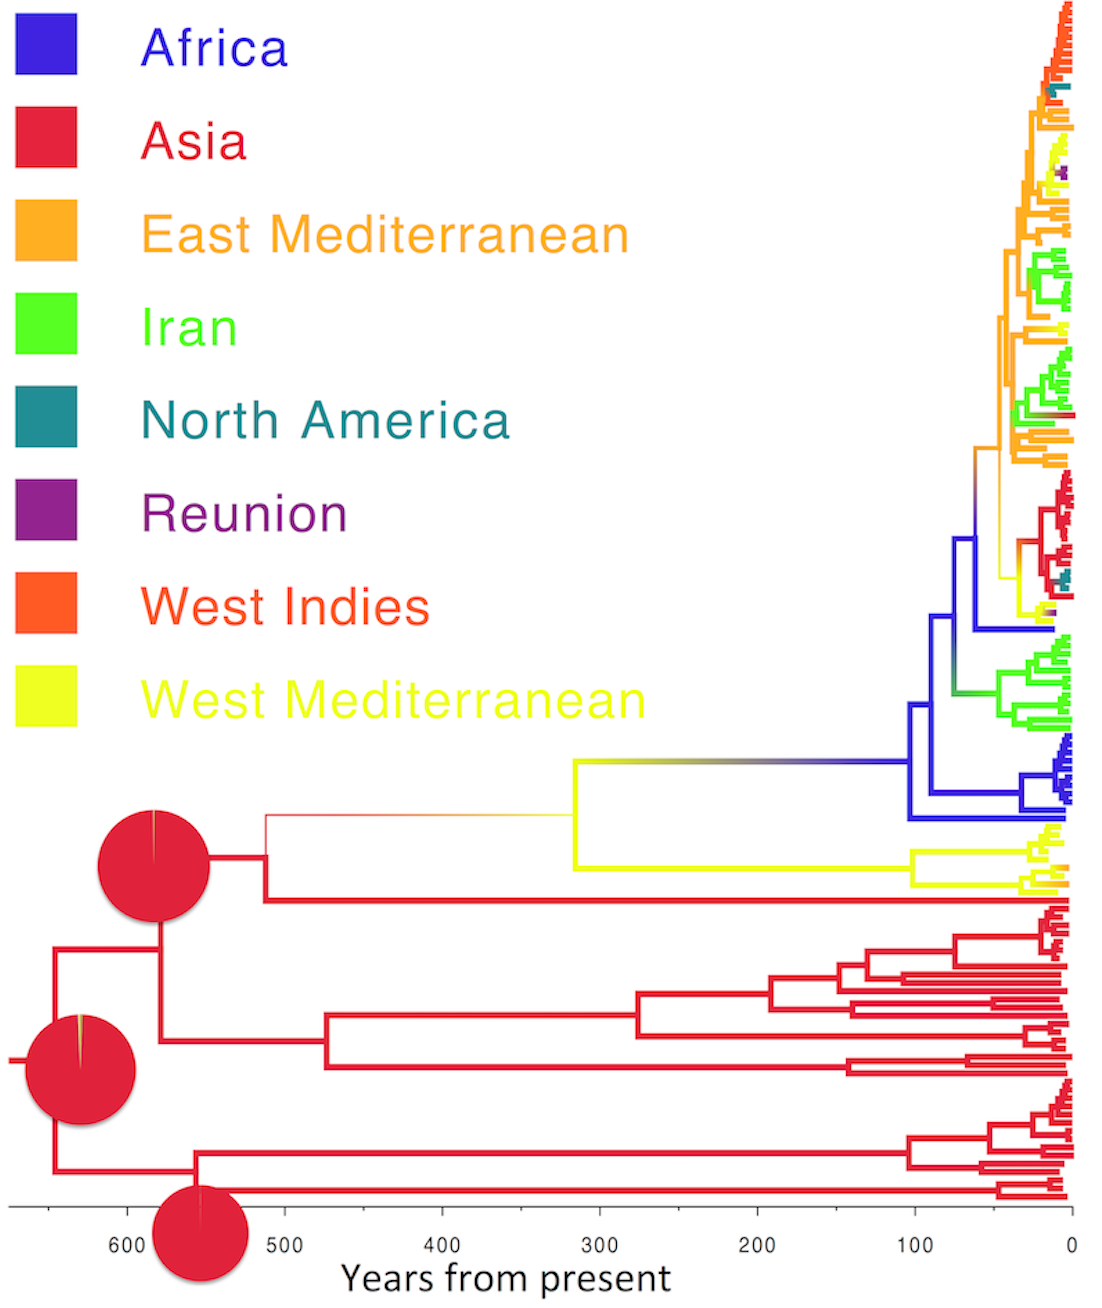 Africa
Asia
East Mediterranean
Iran
North America
Reunion
West Indies
West Mediterranean
600 500 400 300 200 100 0
Years from present